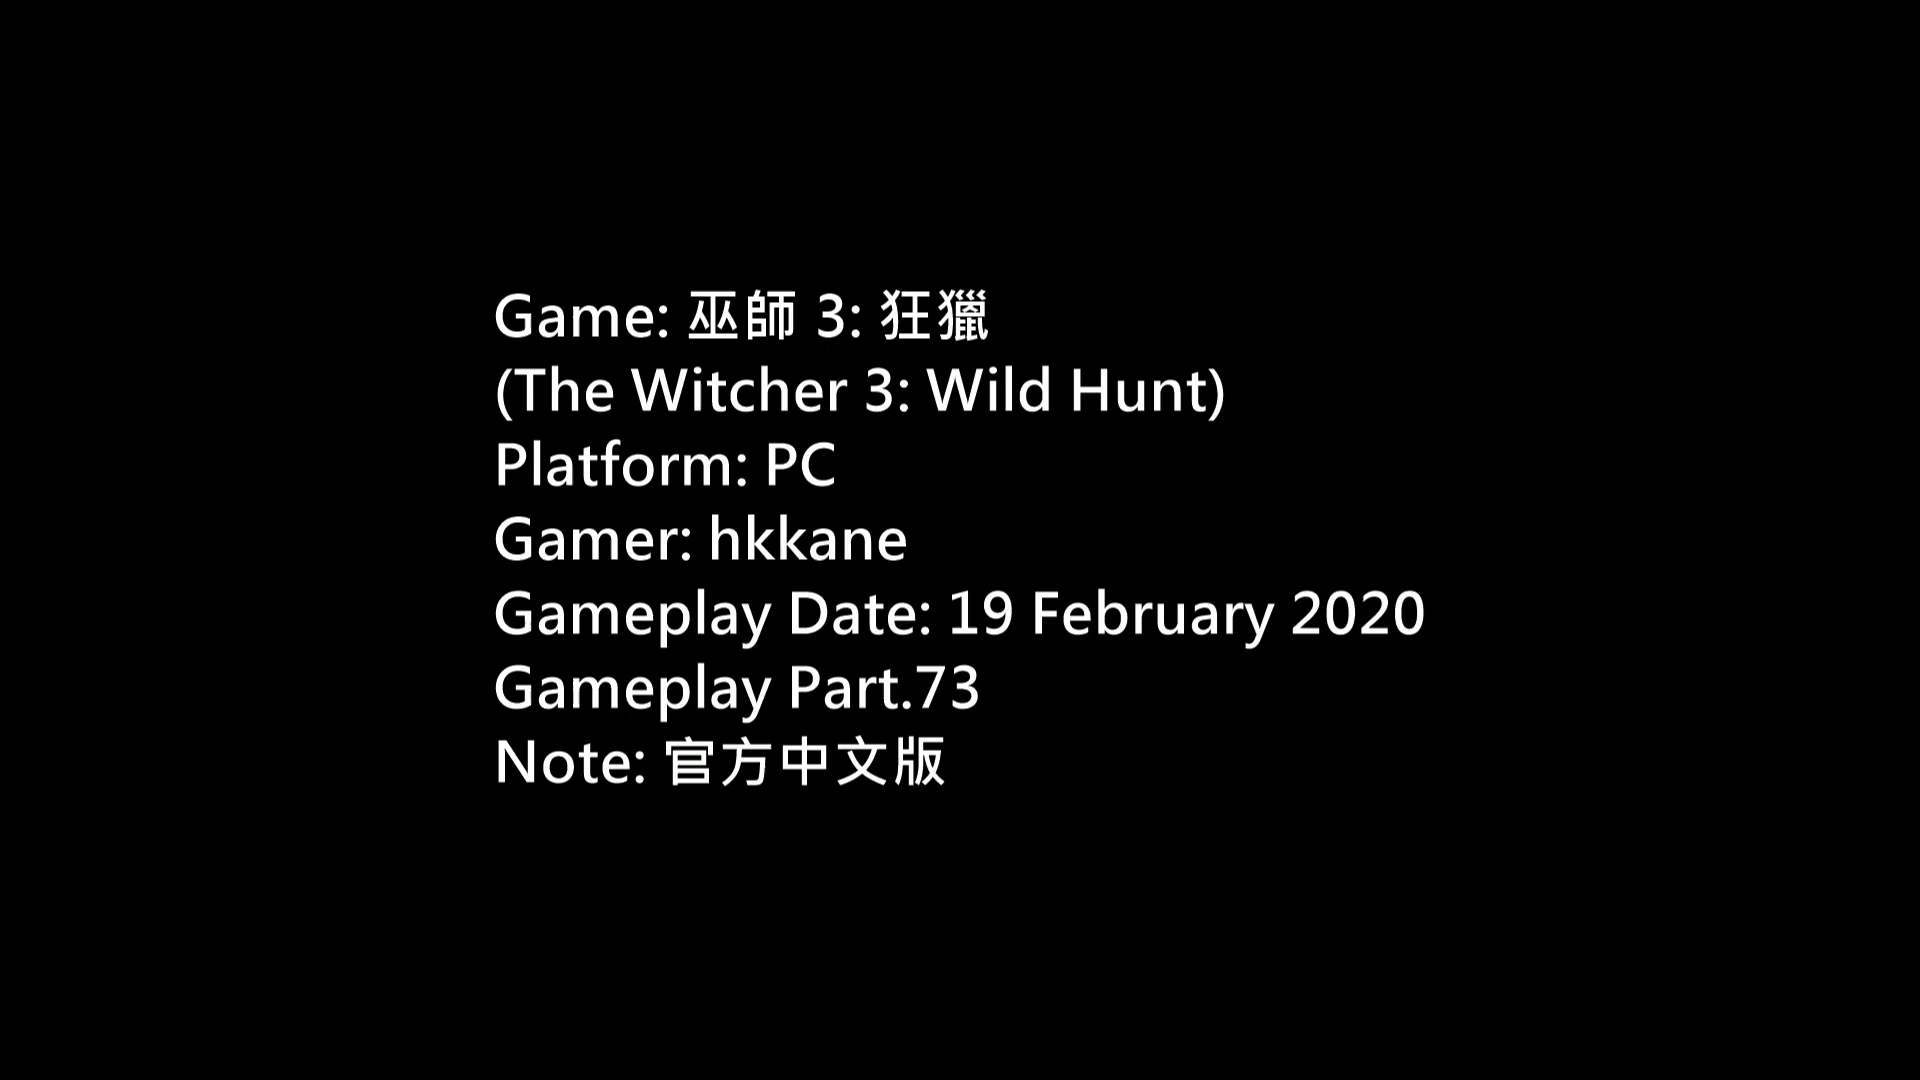 Game: 巫師 3: 狂獵
(The Witcher 3: Wild Hunt)
Platform: PC
Gamer: hkkane
Gameplay Date: 19 February 2020
Gameplay Part.73
Note: 官方中文版